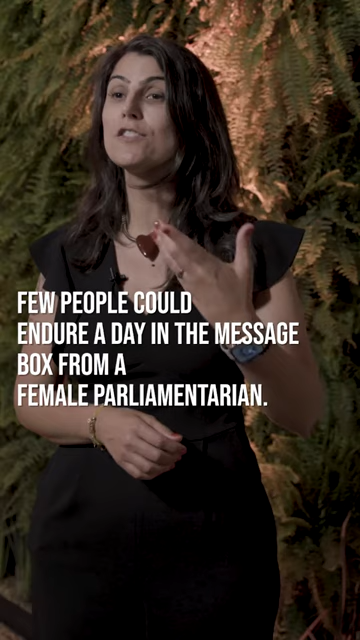 FEW PEOPLE COULD
ENDURE A DAY IN THE MESSAGE
BOX FROM A
FEMALE PARLIAMENTARIAN.